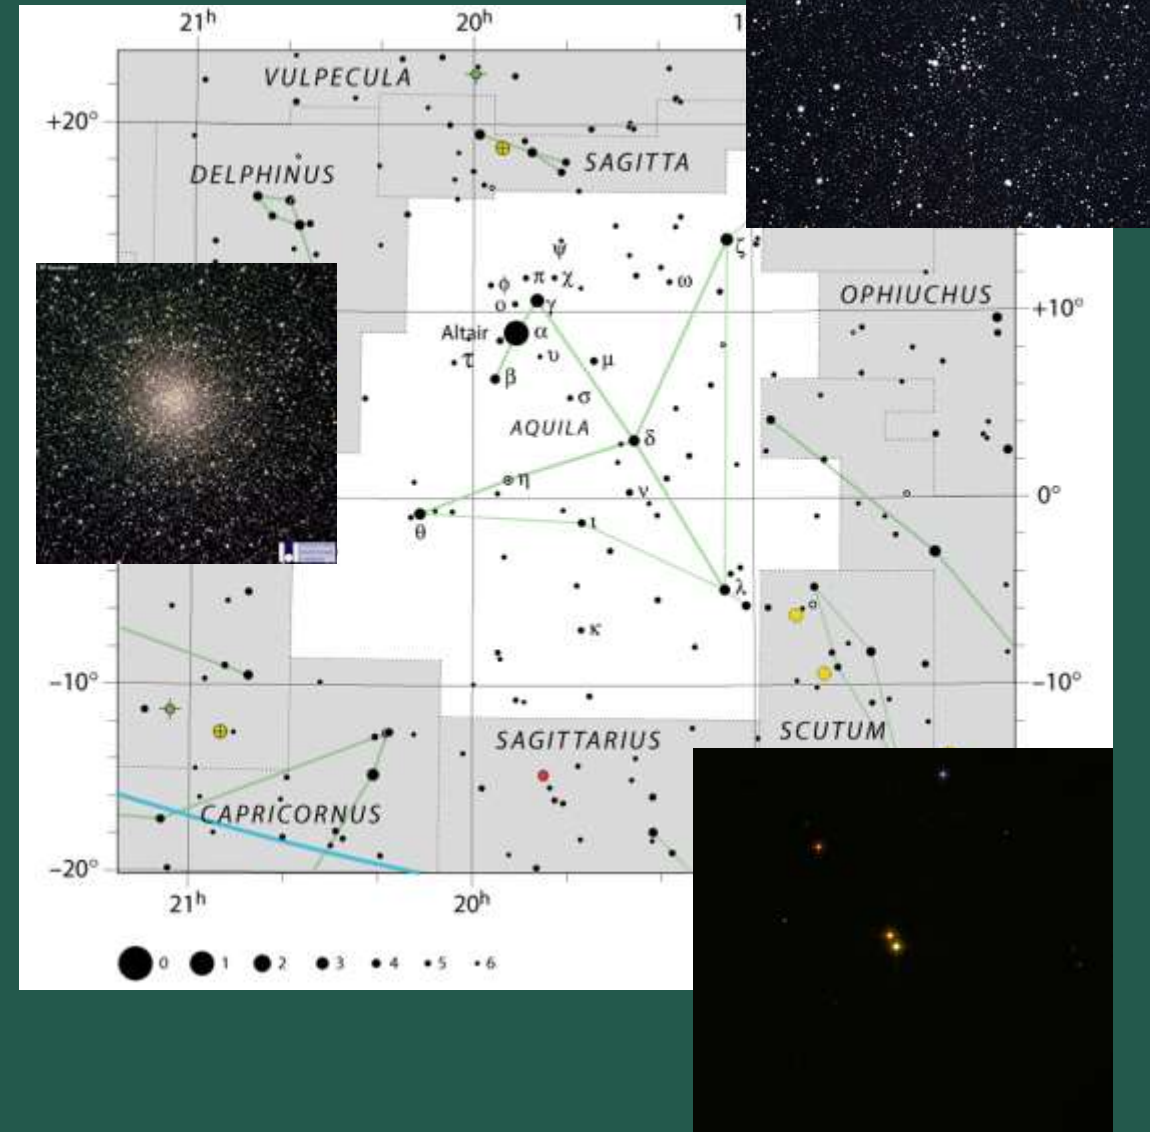 21ʰ 20ʰ 1
VULPECULA
+20°
SAGITTA
DELPHINUS
ζ
ψ
φ π χ ω
OPHIUCHUS
ο γ
+10°
Altair α
τ υ μ
β
σ
AQUILA δ
η
ν 0°
θ ι
λ
κ
−10° −10°
SCUTUM
SAGITTARIUS
CAPRICORNUS
−20°
21ʰ 20ʰ
0 1 2 3 4 5 6